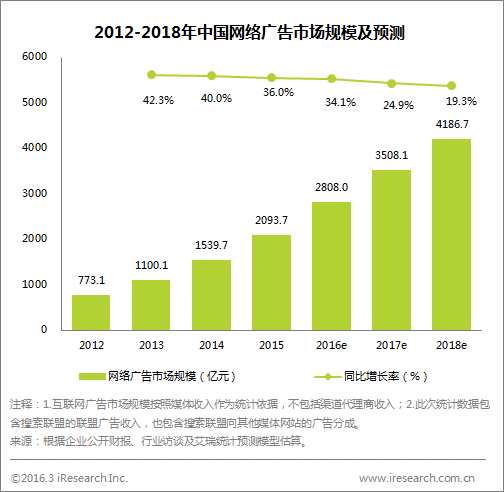 2012-2018年中国网络广告市场规模及预测
6000
5000
4000
3000
2000
1000
0
42.3%
40.0%
36.0%
34.1%
24.9%
19.3%
773.1
1100.1
1539.7
2093.7
2808.0
3508.1
4186.7
2012
2013
2014
2015
2016e
2017e
2018e
网络广告市场规模（亿元）
同比增长率（%）
注释：1.互联网广告市场规模按照媒体收入作为统计依据，不包括渠道代理商收入；2.此次统计数据包
含搜索联盟的联盟广告收入，也包含搜索联盟向其他媒体网站的广告分成。
来源：根据企业公开财报、行业访谈及艾瑞统计预测模型估算。
©2016.3 iResearch Inc.
www.iresearch.com.cn